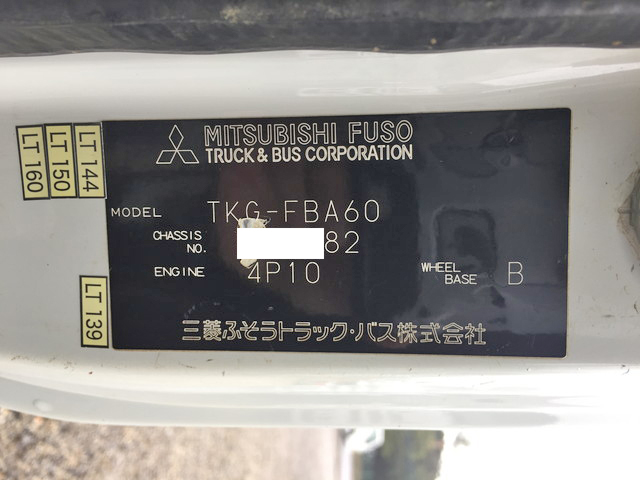 MITSUBISHI FUSO
TRUCK & BUS CORPORATION
MODEL TKG-FBA60
CHASSIS NO. 82
ENGINE 4P10
WHEEL BASE B
三菱ふそうトラック・バス株式会社
LT 160
LT 150
LT 144
LT 139